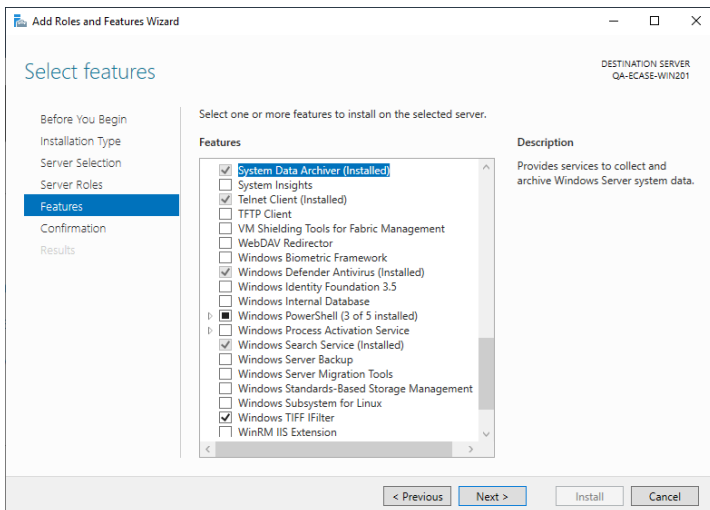 Add Roles and Features Wizard
Select features
DESTINATION SERVER
QA-ECASE-WIN201
Before You Begin
Installation Type
Server Selection
Server Roles
Features
Confirmation
Results
Select one or more features to install on the selected server.
Features
System Data Archiver (Installed)
System Insights
Telnet Client (Installed)
TFTP Client
VM Shielding Tools for Fabric Management
WebDAV Redirector
Windows Biometric Framework
Windows Defender Antivirus (Installed)
Windows Identity Foundation 3.5
Windows Internal Database
Windows PowerShell (3 of 5 installed)
Windows Process Activation Service
Windows Search Service (Installed)
Windows Server Backup
Windows Server Migration Tools
Windows Standards-Based Storage Management
Windows Subsystem for Linux
Windows TIFF IFilter
WinRM IIS Extension
Description
Provides services to collect and
archive Windows Server system data.
< Previous
Next >
Install
Cancel